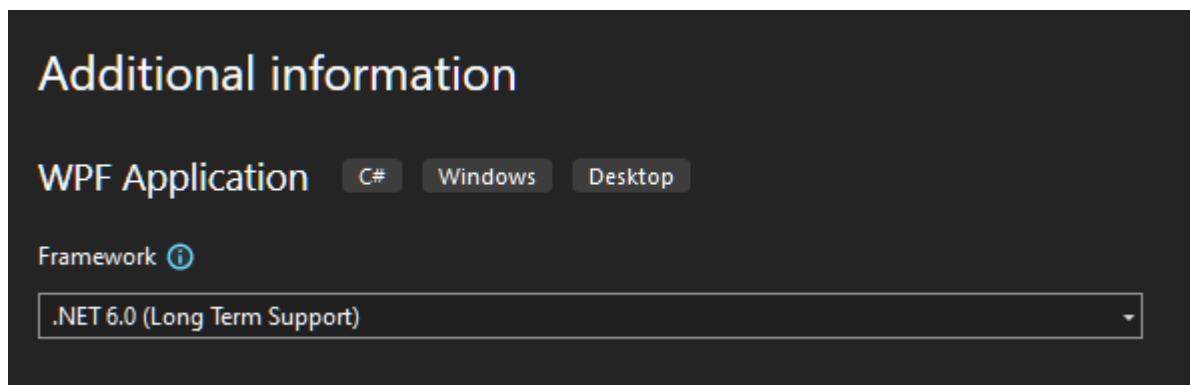 Additional information
WPF Application C# Windows Desktop
Framework
.NET 6.0 (Long Term Support)